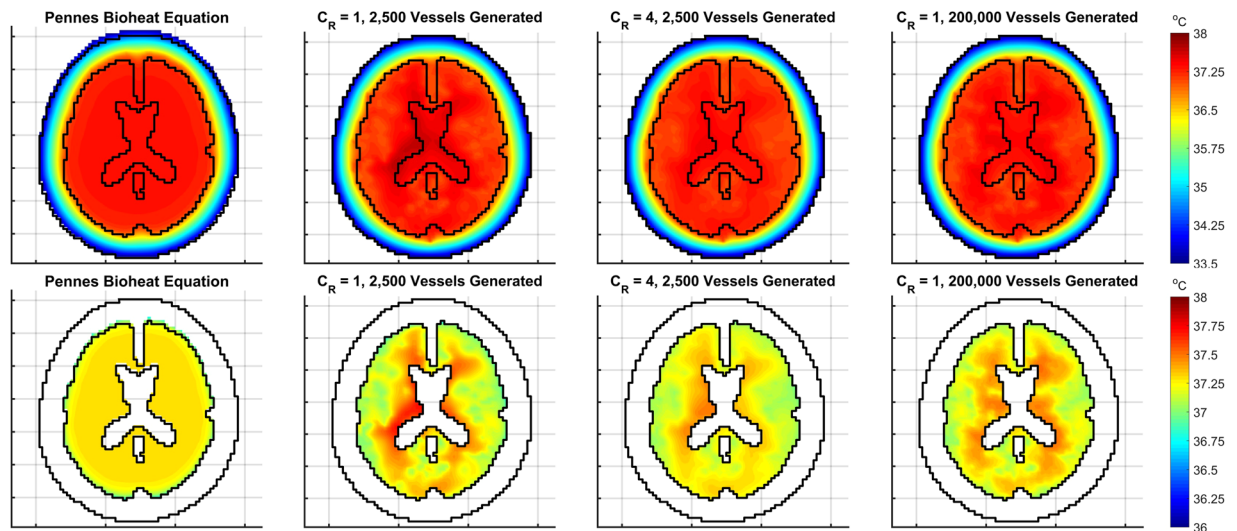 Pennes Bioheat Equation
C_R = 1, 2,500 Vessels Generated
C_R = 4, 2,500 Vessels Generated
C_R = 1, 200,000 Vessels Generated
°C
38
37.25
36.5
35.75
35
34.25
33.5
Pennes Bioheat Equation
C_R = 1, 2,500 Vessels Generated
C_R = 4, 2,500 Vessels Generated
C_R = 1, 200,000 Vessels Generated
°C
38
37.75
37.5
37.25
37
36.75
36.5
36.25
36